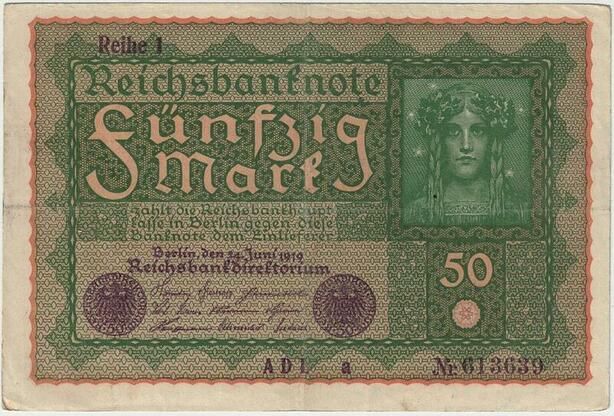 Reihe 1
Reichsbanknote
Fünfzig
Mark
zahlt die Reichsbankhaupt
kasse in Berlin gegen diese
Banknote dem Einlieferer
Berlin, den 24. Juni 1919
Reichsbankdirektorium
50
ADL a
Nr 613639